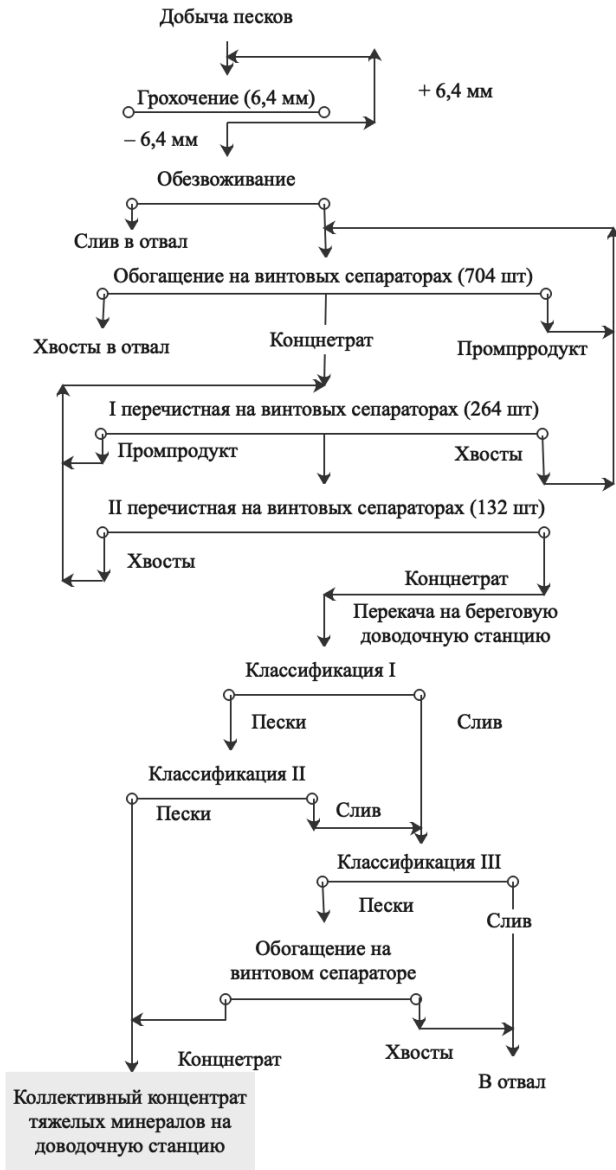 Добыча песков
Грохочение (6,4 мм)
+ 6,4 мм
– 6,4 мм
Обезвоживание
Слив в отвал
Обогащение на винтовых сепараторах (704 шт)
Хвосты в отвал
Концнетрат
Промпрродукт
I перечистная на винтовых сепараторах (264 шт)
Промпродукт
Хвосты
II перечистная на винтовых сепараторах (132 шт)
Хвосты
Концнетрат
Перекача на береговую
доводочную станцию
Классификация I
Пески
Слив
Классификация II
Пески
Слив
Классификация III
Пески
Слив
Обогащение на
винтовом сепараторе
Концнетрат
Хвосты
В отвал
Коллективный концентрат
тяжелых минералов на
доводочную станцию